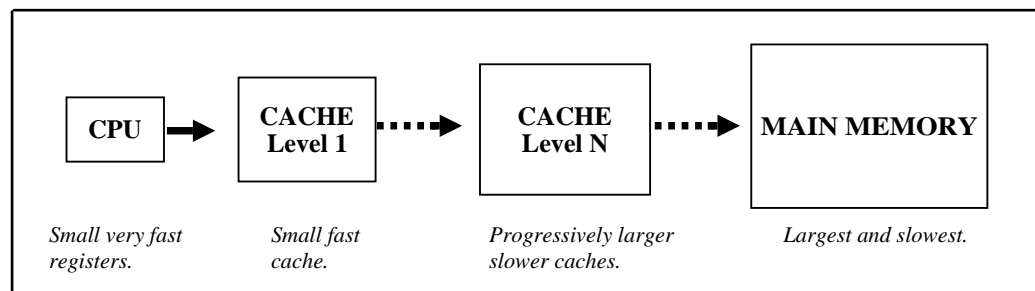 CPU
CACHE
Level 1
CACHE
Level N
MAIN MEMORY
Small very fast
registers.
Small fast
cache.
Progressively larger
slower caches.
Largest and slowest.